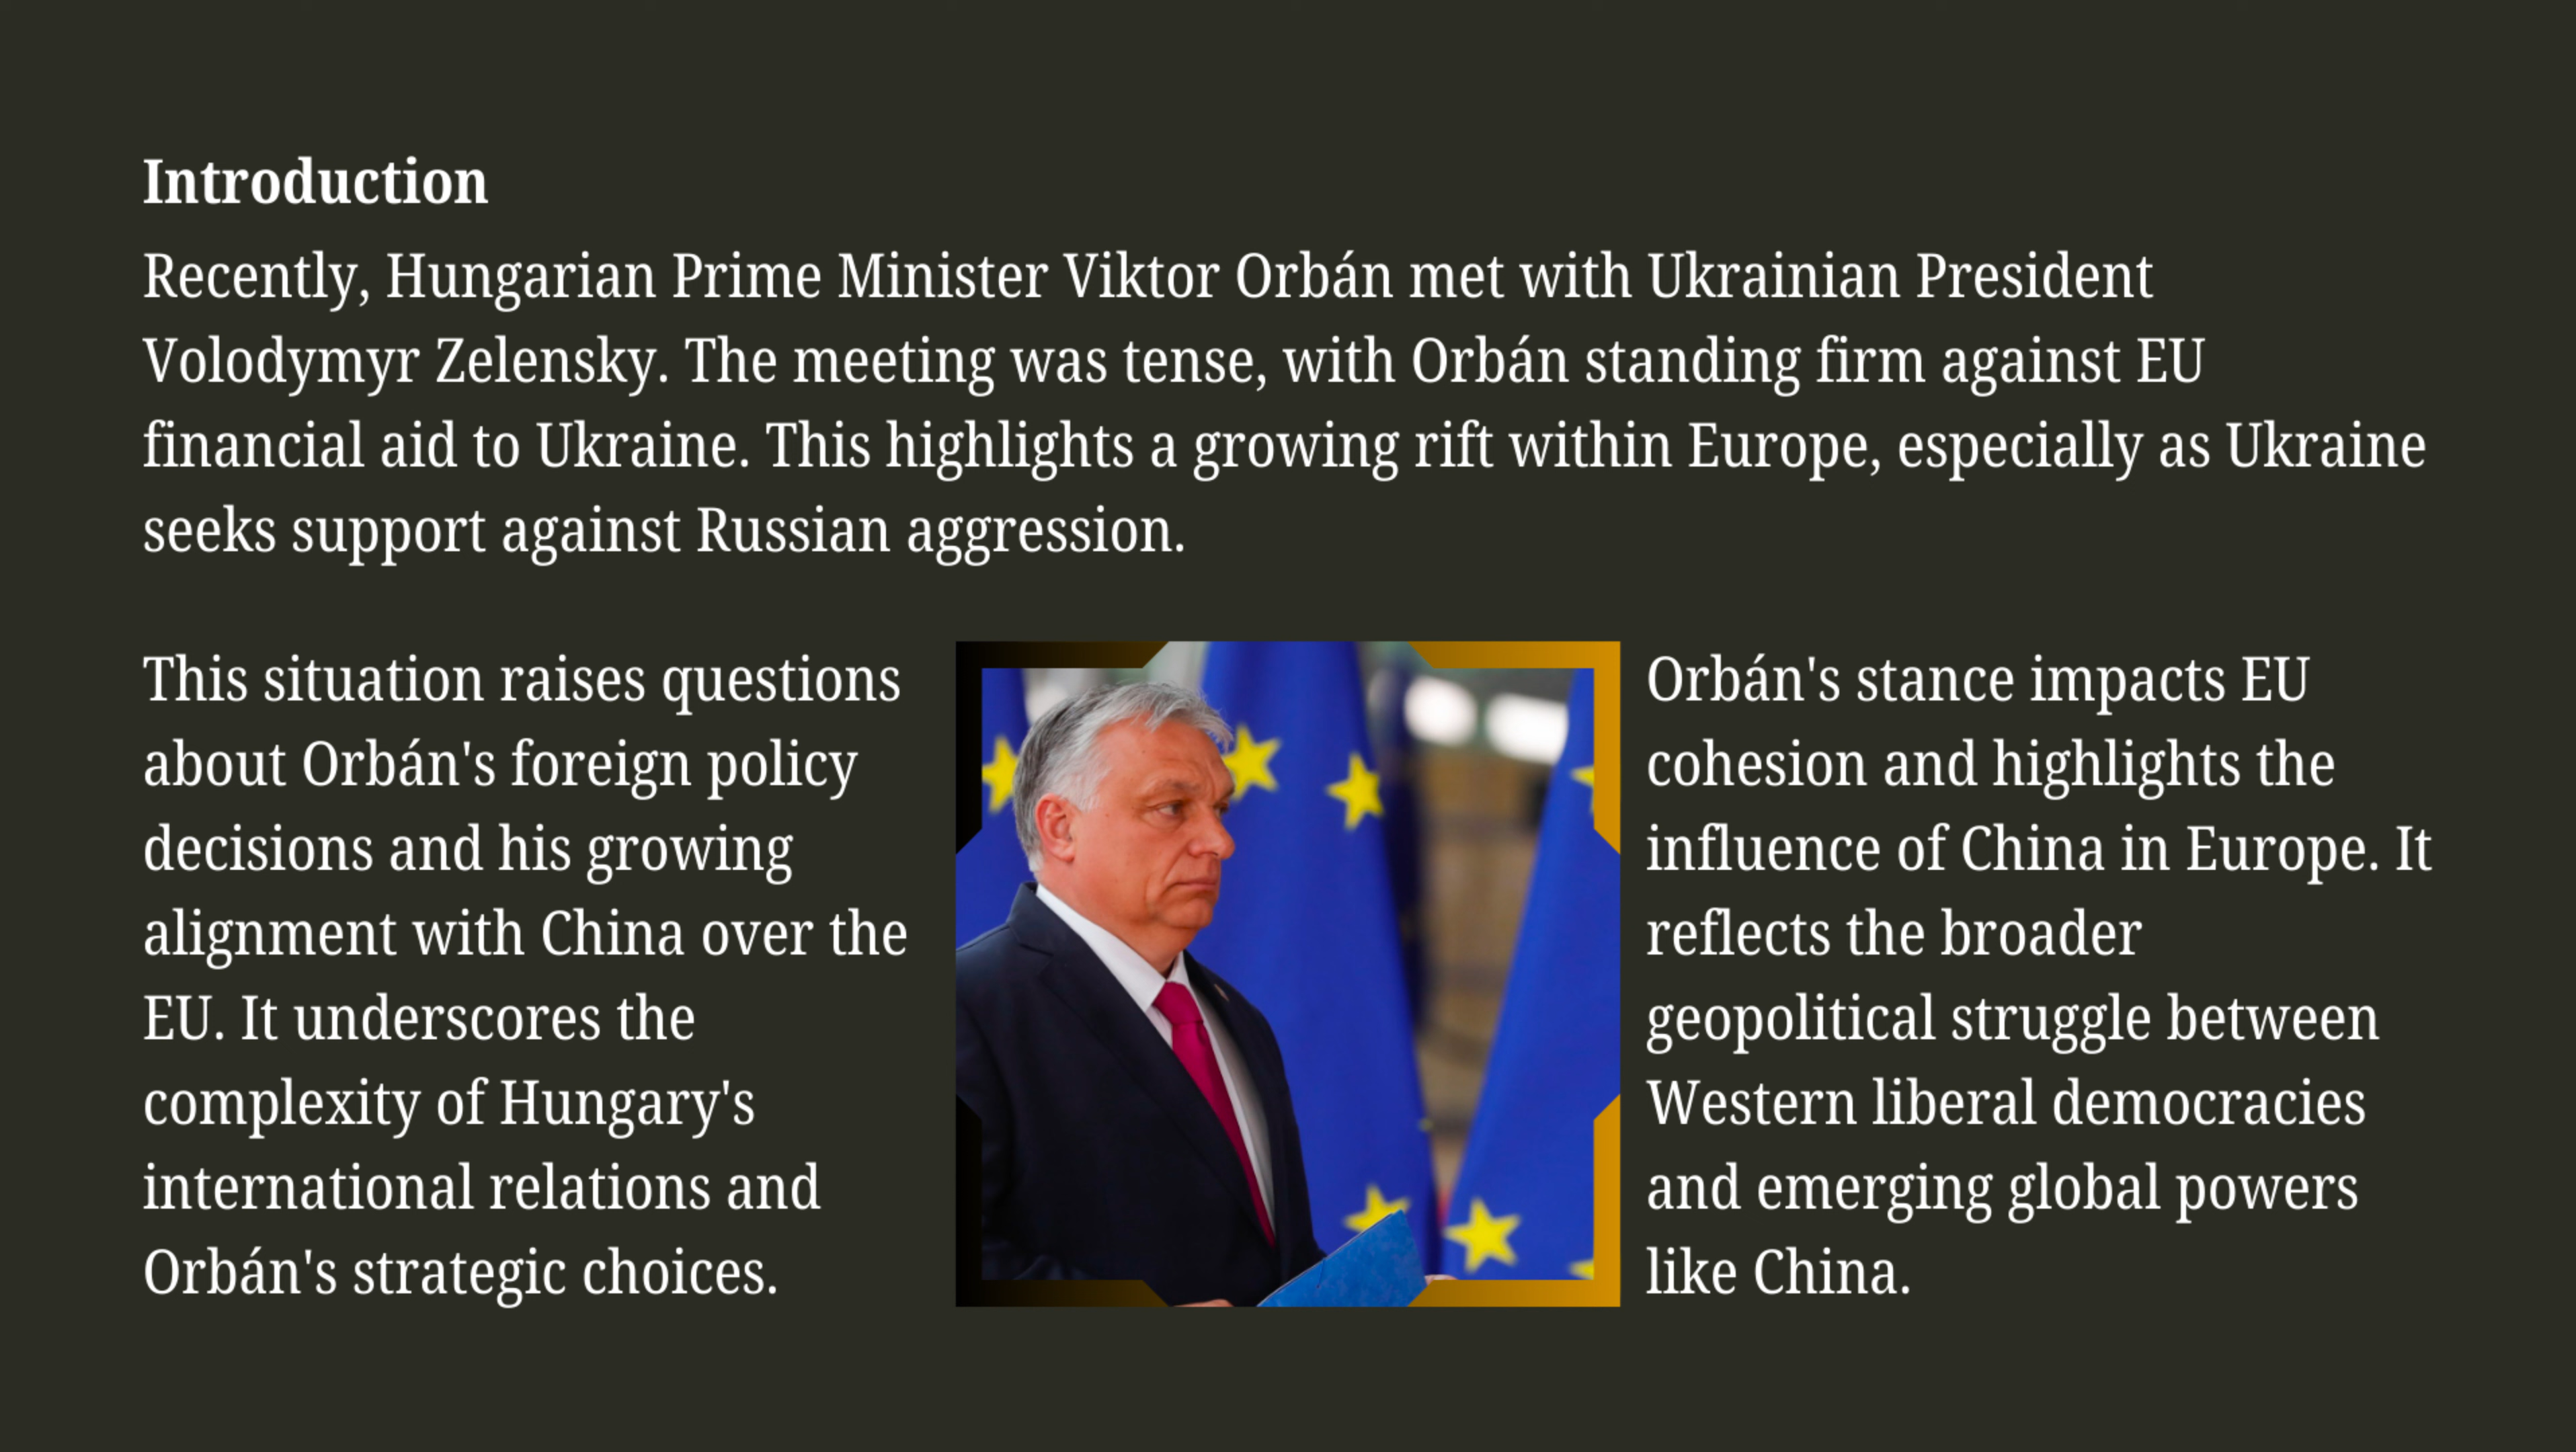 Introduction
Recently, Hungarian Prime Minister Viktor Orbán met with Ukrainian President
Volodymyr Zelensky. The meeting was tense, with Orbán standing firm against EU
financial aid to Ukraine. This highlights a growing rift within Europe, especially as Ukraine
seeks support against Russian aggression.
This situation raises questions
about Orbán's foreign policy
decisions and his growing
alignment with China over the
EU. It underscores the
complexity of Hungary's
international relations and
Orbán's strategic choices.
Orbán's stance impacts EU
cohesion and highlights the
influence of China in Europe. It
reflects the broader
geopolitical struggle between
Western liberal democracies
and emerging global powers
like China.